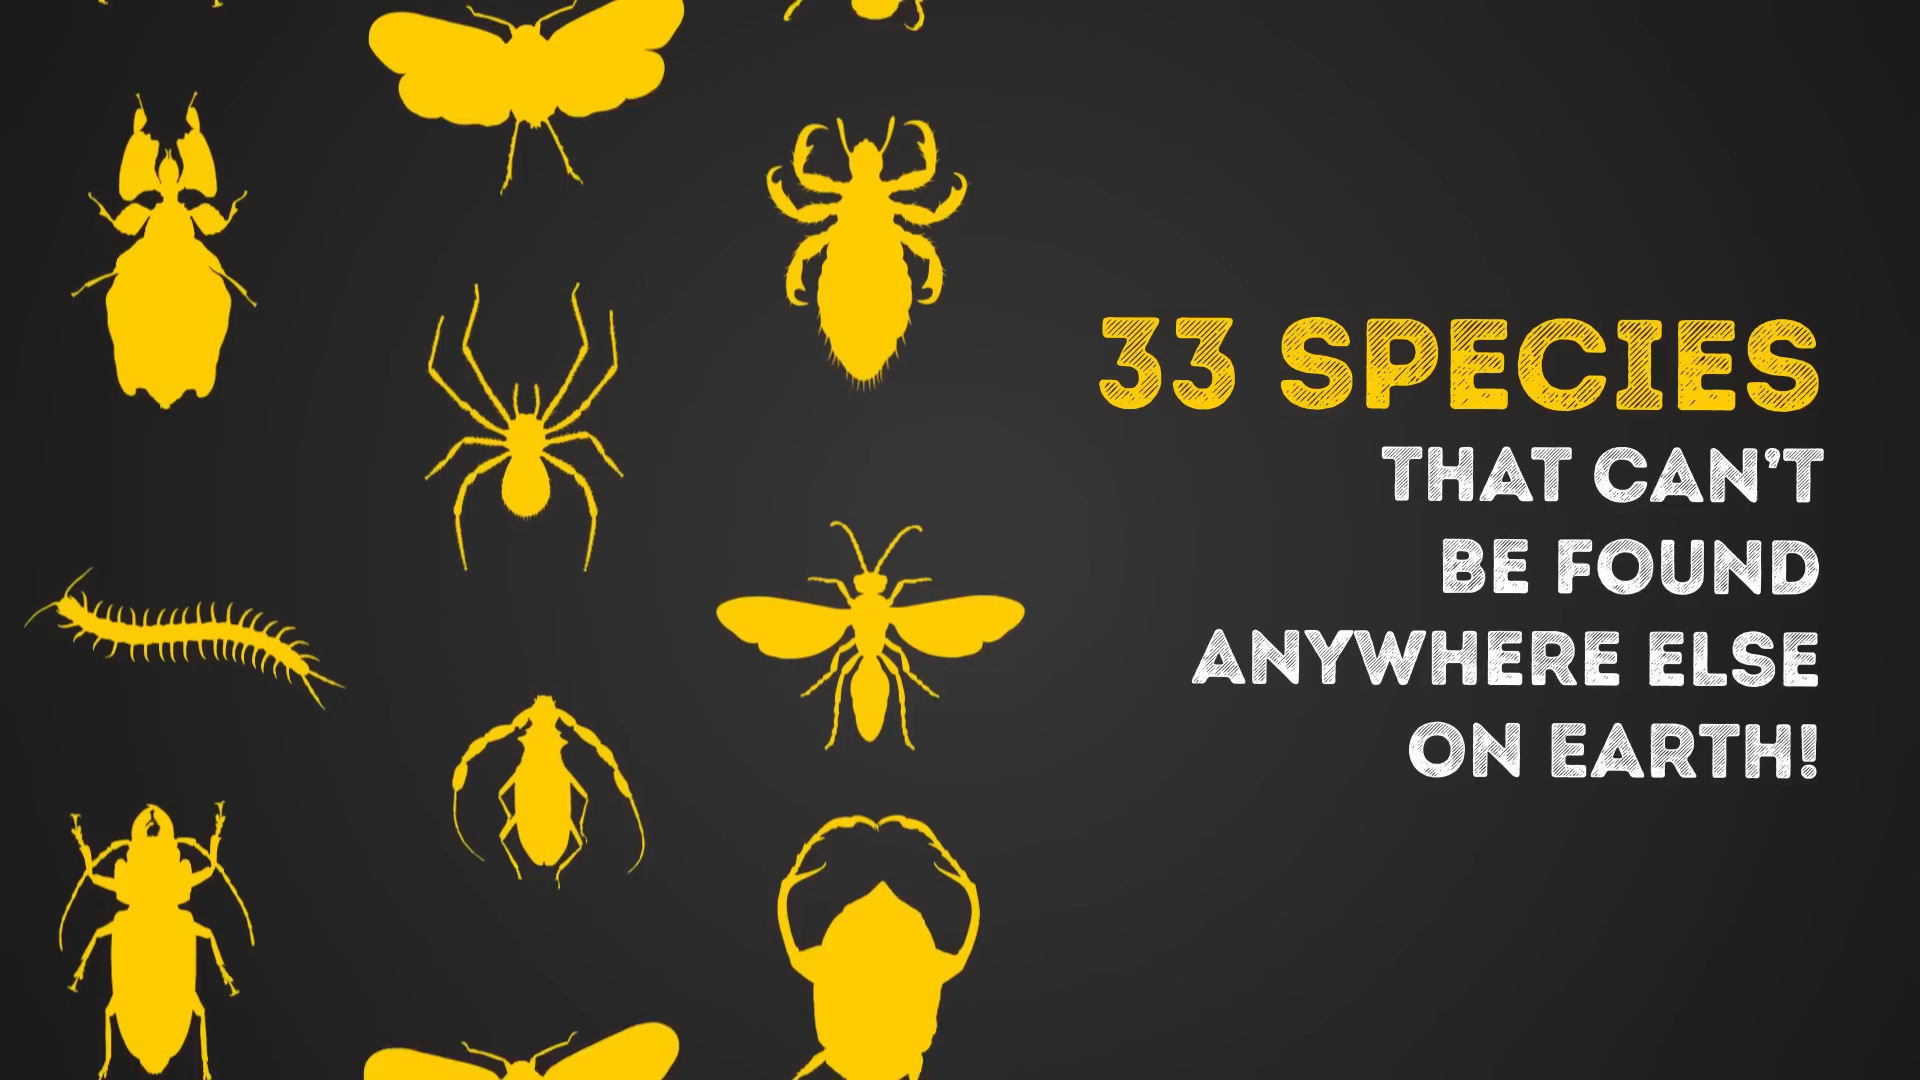 33 SPECIES
THAT CAN'T
BE FOUND
ANYWHERE ELSE
ON EARTH!